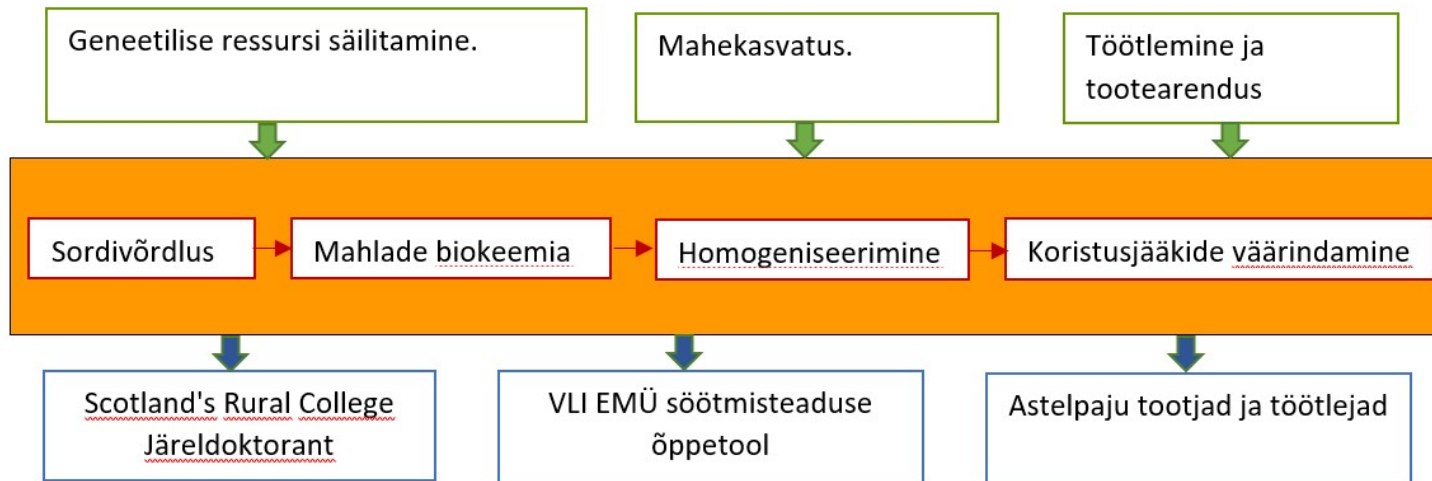 Geneetilise ressursi säilitamine.
Mahekasvatus.
Töötlemine ja
tootearendus
Sordivõrdlus
Mahlade biokeemia
Homogeniseerimine
Koristusjääkide väärindamine
Scotland's Rural College
Järeldoktorant
VLI EMÜ söötmisteaduse
õppetool
Astelpaju tootjad ja töötlejad